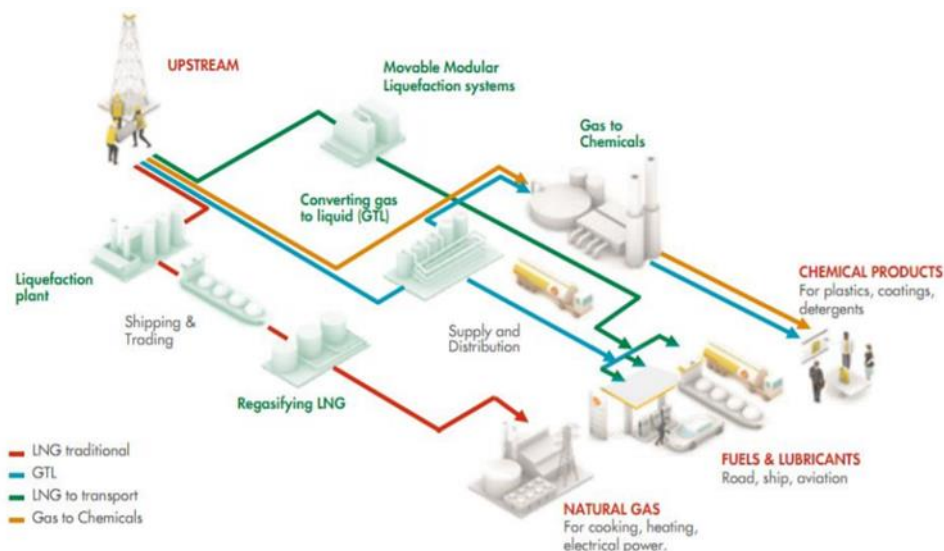 UPSTREAM
Movable Modular
Liquefaction systems
Gas to
Chemicals
Converting gas
to liquid (GTL)
Liquefaction
plant
CHEMICAL PRODUCTS
For plastics, coatings,
detergents
Shipping &
Trading
Supply and
Distribution
Regasifying LNG
LNG traditional
GTL
LNG to transport
Gas to Chemicals
FUELS & LUBRICANTS
Road, ship, aviation
NATURAL GAS
For cooking, heating,
electrical power.